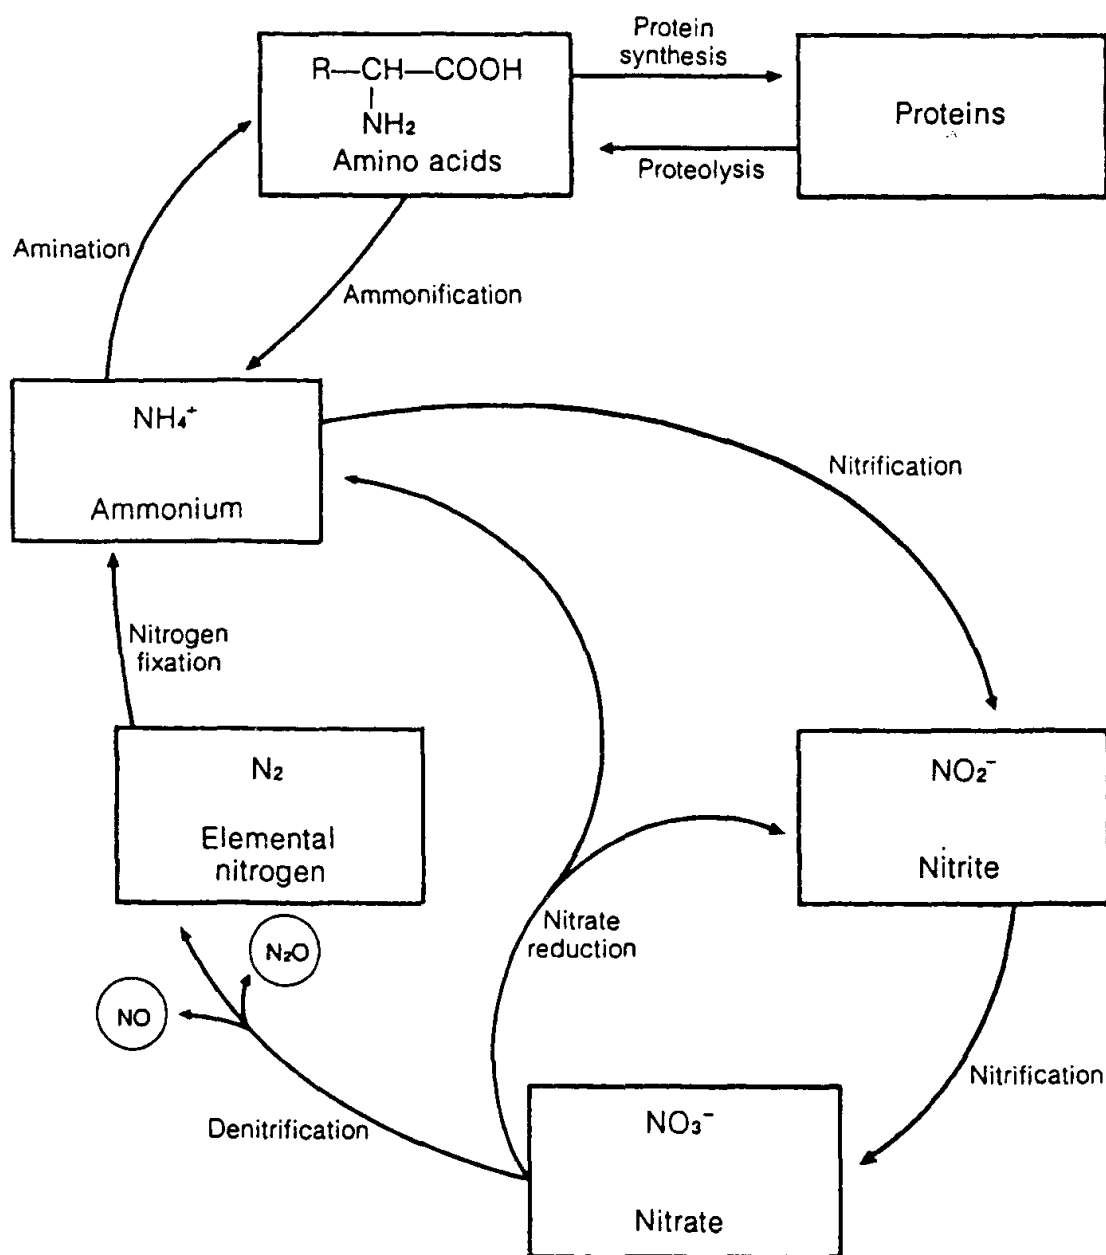 Protein
synthesis
R—CH—COOH
NH₂
Amino acids
Proteins
Proteolysis
Amination
Ammonification
NH₄⁺
Ammonium
Nitrification
Nitrogen
fixation
N₂
Elemental
nitrogen
NO₂⁻
Nitrite
Nitrate
reduction
N₂O
NO
Nitrification
Denitrification
NO₃⁻
Nitrate